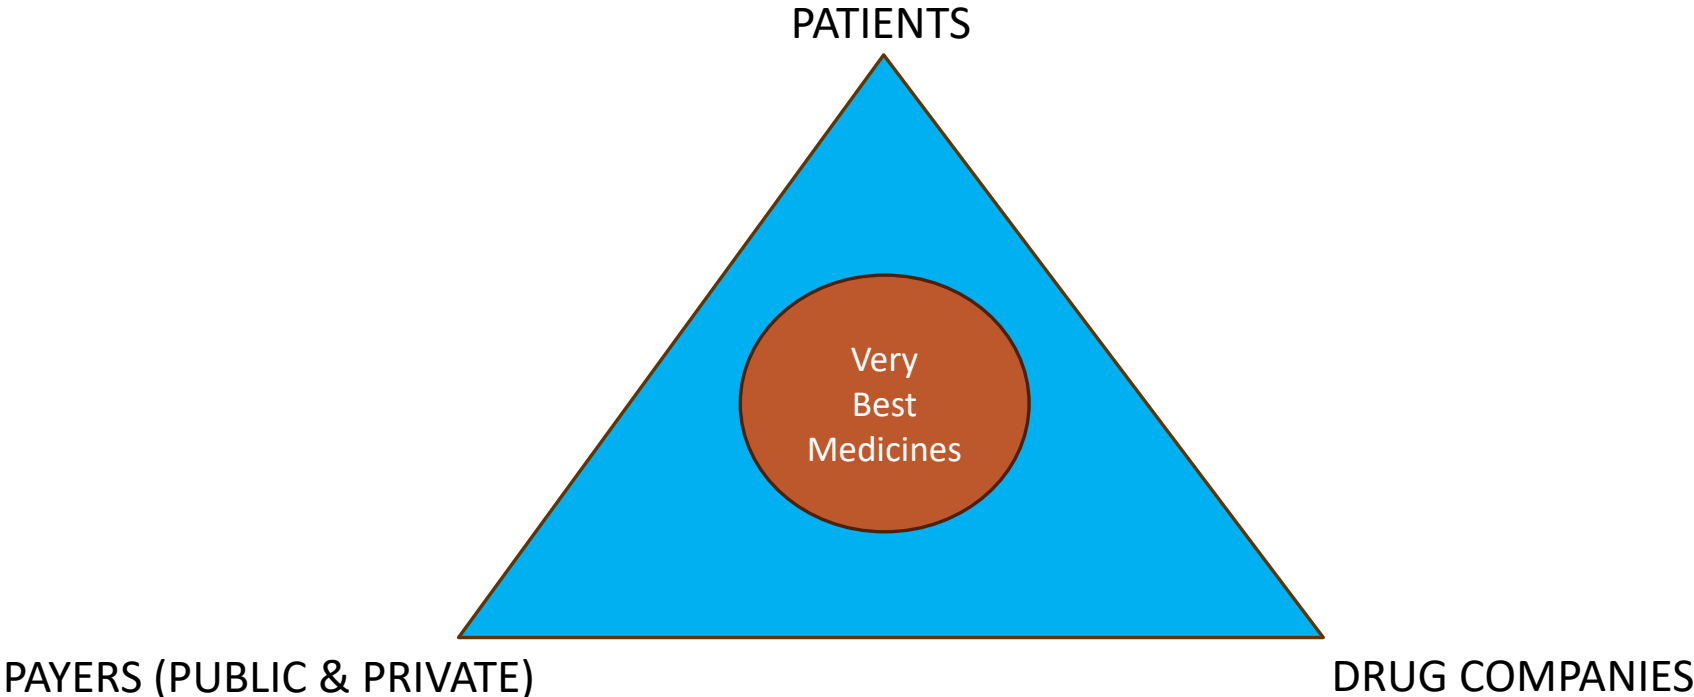 PATIENTS
Very
Best
Medicines
PAYERS (PUBLIC & PRIVATE)
DRUG COMPANIES